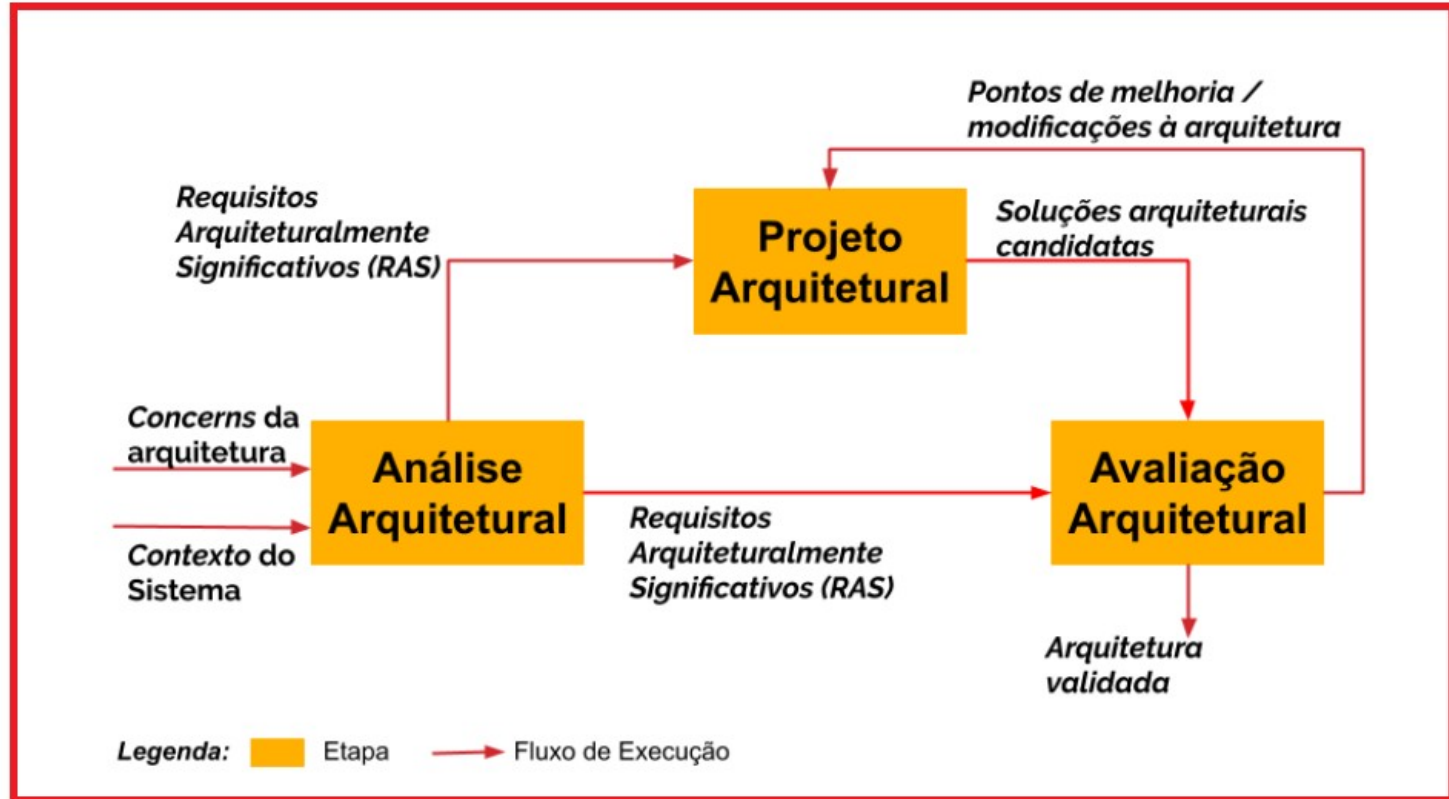 Pontos de melhoria /
modificações à arquitetura
Requisitos
Arquiteturalmente
Significativos (RAS)
Projeto
Arquitetural
Soluções arquiteturais
candidatas
Concerns da
arquitetura
Contexto do
Sistema
Análise
Arquitetural
Requisitos
Arquiteturalmente
Significativos (RAS)
Avaliação
Arquitetural
Arquitetura
validada
Legenda:
Etapa
Fluxo de Execução